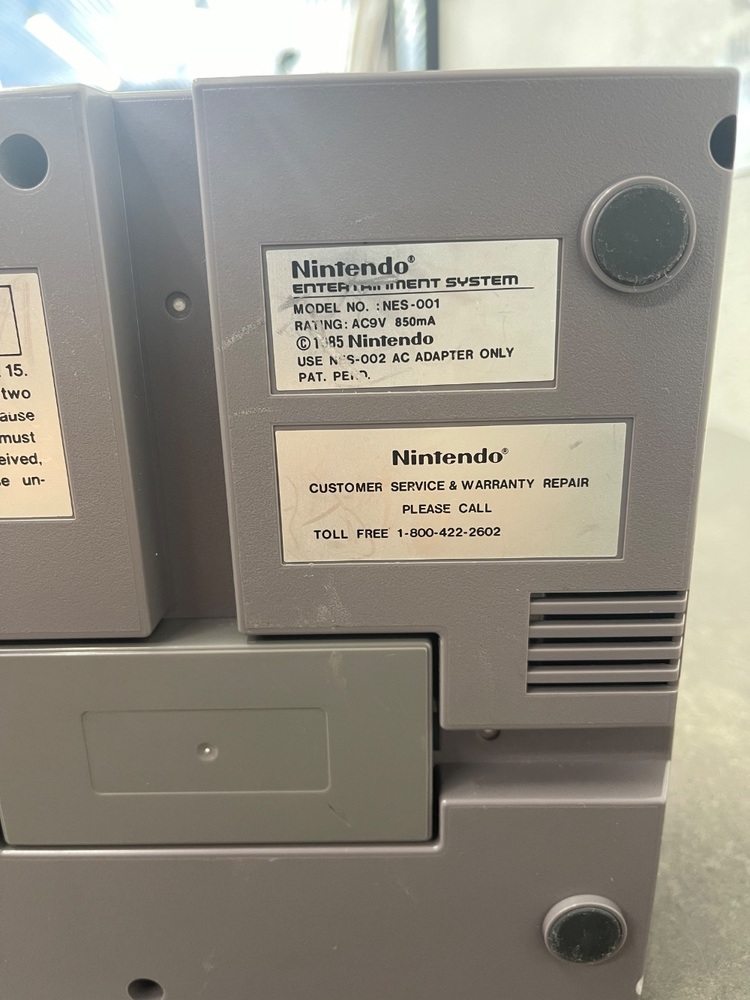 15.
two
ause
must
eived,
e un-
Nintendo®
ENTERTAINMENT SYSTEM
MODEL NO. : NES-001
RATING: AC9V 850mA
© 1985 Nintendo
USE NES-002 AC ADAPTER ONLY
PAT. PEND.
Nintendo®
CUSTOMER SERVICE & WARRANTY REPAIR
PLEASE CALL
TOLL FREE 1-800-422-2602